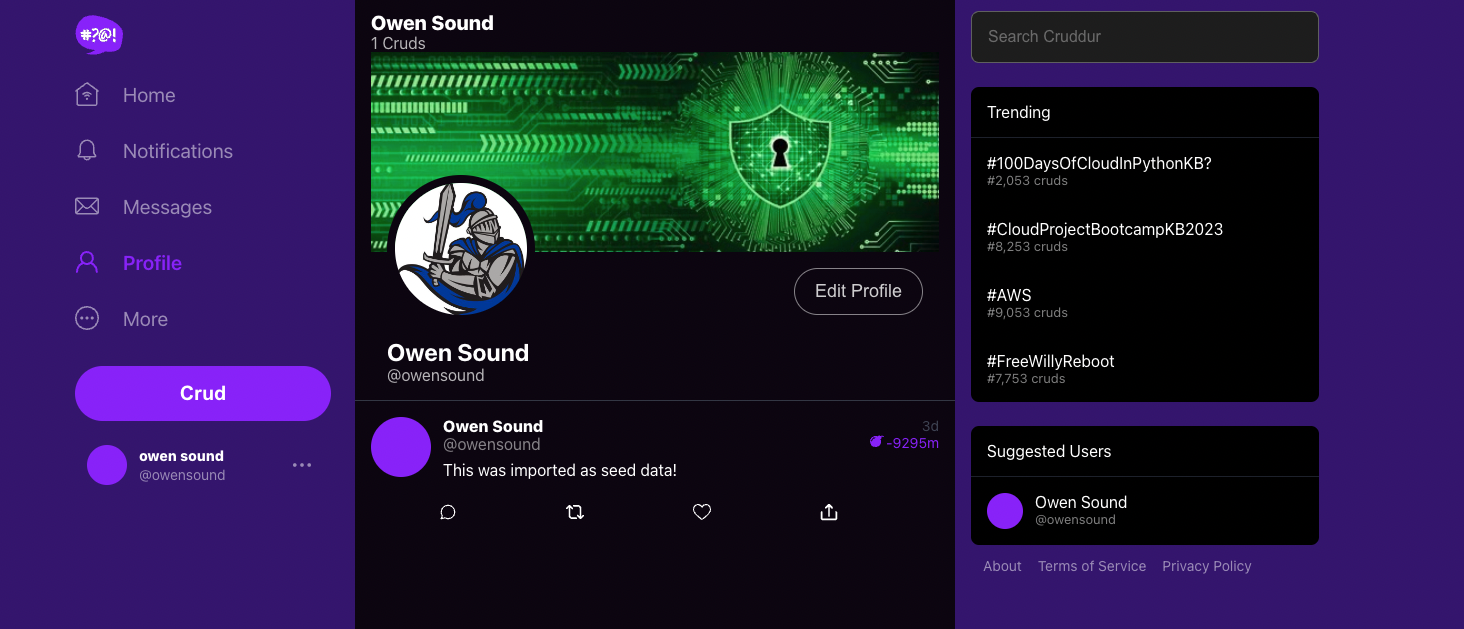 #?@!
Home
Notifications
Messages
Profile
More
Crud
owen sound
@owensound
Owen Sound
1 Cruds
Edit Profile
Owen Sound
@owensound
Owen Sound
@owensound
3d
-9295m
This was imported as seed data!
Search Cruddur
Trending
#100DaysOfCloudInPythonKB?
#2,053 cruds
#CloudProjectBootcampKB2023
#8,253 cruds
#AWS
#9,053 cruds
#FreeWillyReboot
#7,753 cruds
Suggested Users
Owen Sound
@owensound
About Terms of Service Privacy Policy